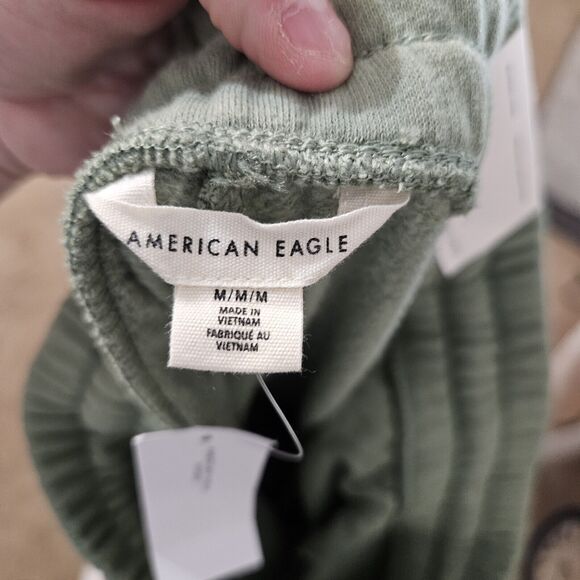 AMERICAN EAGLE
M/M/M
MADE IN
VIETNAM
FABRIQUÉ AU
VIETNAM